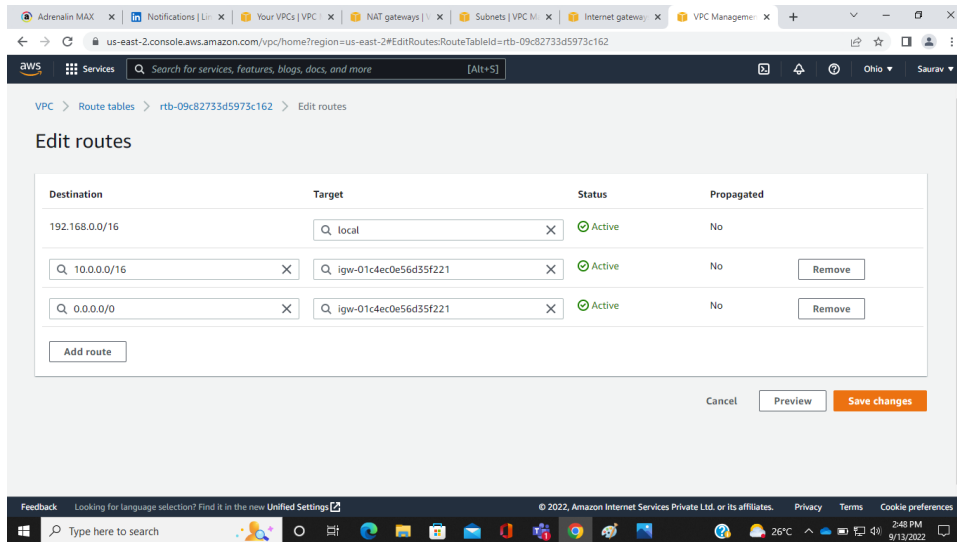 Adrenalin MAX
Notifications | Lin
Your VPCs | VPC
NAT gateways | V
Subnets | VPC M
Internet gateway
VPC Managemen
us-east-2.console.aws.amazon.com/vpc/home?region=us-east-2#EditRoutes:RouteTableId=rtb-09c82733d5973c162
aws Services Search for services, features, blogs, docs, and more [Alt+S] Ohio Saurav
VPC > Route tables > rtb-09c82733d5973c162 > Edit routes
Edit routes
Destination Target Status Propagated
192.168.0.0/16 local Active No
10.0.0.0/16 igw-01c4ec0e56d35f221 Active No Remove
0.0.0.0/0 igw-01c4ec0e56d35f221 Active No Remove
Add route
Cancel Preview Save changes
Feedback Looking for language selection? Find it in the new Unified Settings © 2022, Amazon Internet Services Private Ltd. or its affiliates. Privacy Terms Cookie preferences
Type here to search 26°C 2:48 PM
9/13/2022